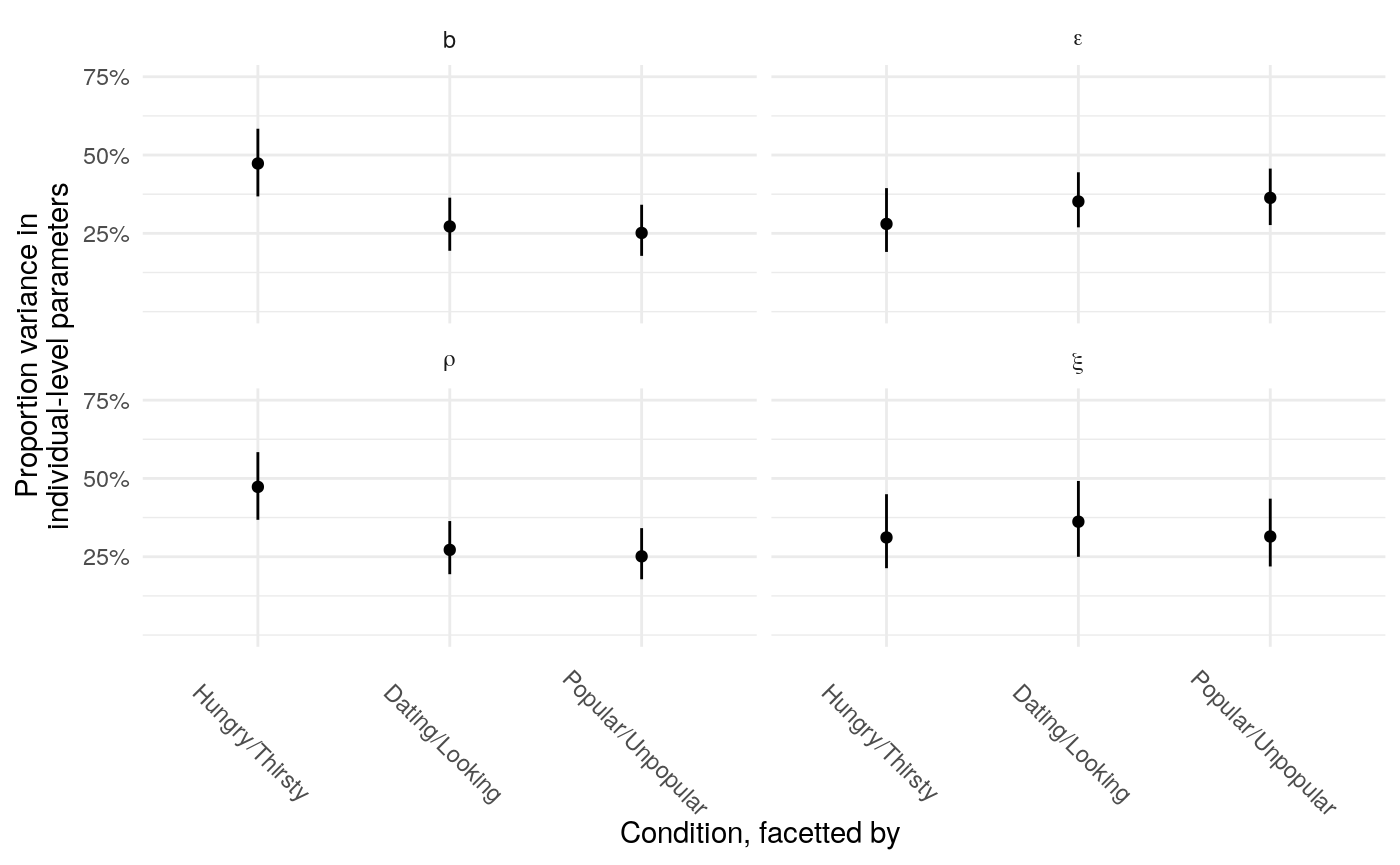 b
ε
75%
50%
25%
ρ
ξ
75%
50%
25%
Proportion variance in
individual-level parameters
Hungry/Thirsty
Dating/Looking
Popular/Unpopular
Hungry/Thirsty
Dating/Looking
Popular/Unpopular
Condition, facetted by